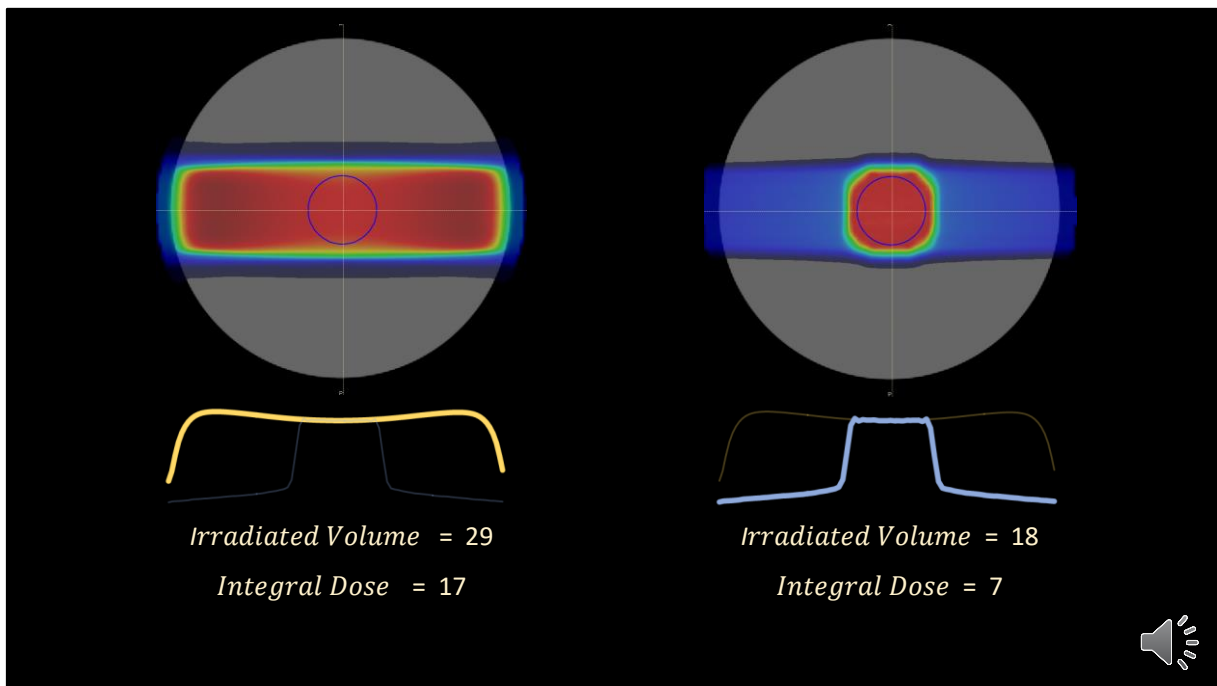 Irradiated Volume = 29
Integral Dose = 17
Irradiated Volume = 18
Integral Dose = 7